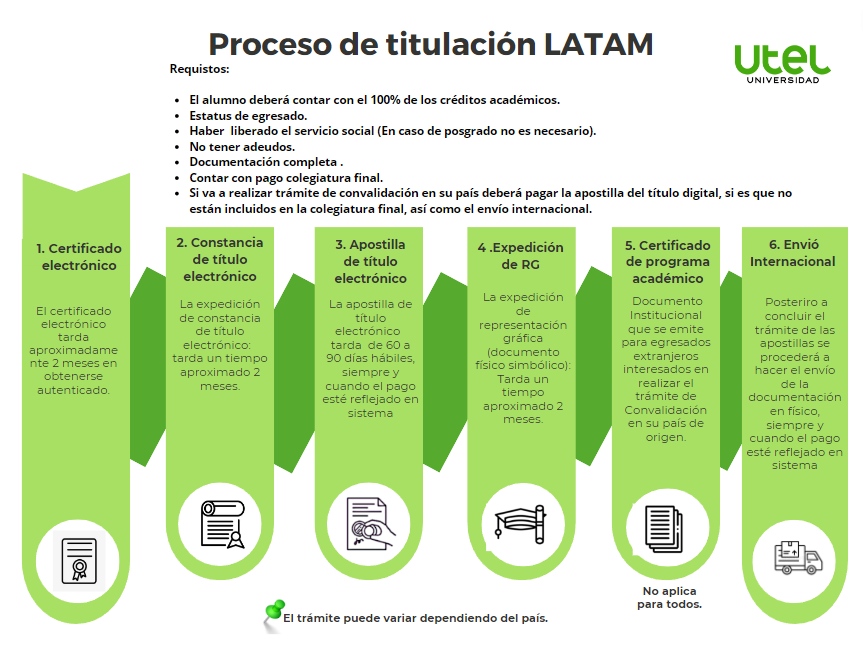 Proceso de titulación LATAM
utel
UNIVERSIDAD
Requistos:
• El alumno deberá contar con el 100% de los créditos académicos.
• Estatus de egresado.
• Haber liberado el servicio social (En caso de posgrado no es necesario).
• No tener adeudos.
• Documentación completa .
• Contar con pago colegiatura final.
• Si va a realizar trámite de convalidación en su país deberá pagar la apostilla del título digital, si es que no
están incluidos en la colegiatura final, así como el envío internacional.
1. Certificado
electrónico
El certificado
electrónico
tarda
aproximadame
nte 2 meses en
obtenerse
autenticado.
2. Constancia
de título
electrónico
La expedición
de constancia
de título
electrónico:
tarda un tiempo
aproximado 2
meses.
3. Apostilla
de título
electrónico
La apostilla de
título
electrónico
tarda de 60 a
90 días hábiles,
siempre y
cuando el pago
esté reflejado en
sistema
4 .Expedición
de RG
La expedición
de
representación
gráfica
(documento
físico simbólico):
Tarda un
tiempo
aproximado 2
meses.
5. Certificado
de programa
académico
Documento
Institucional
que se emite
para egresados
extranjeros
interesados en
realizar el
trámite de
Convalidación
en su país de
origen.
No aplica
para todos.
6. Envió
Internacional
Posteriro a
concluir el
trámite de las
apostillas se
procederá a
hacer el envío
de la
documentación
en físico,
siempre y
cuando el pago
esté reflejado en
sistema
El trámite puede variar dependiendo del país.